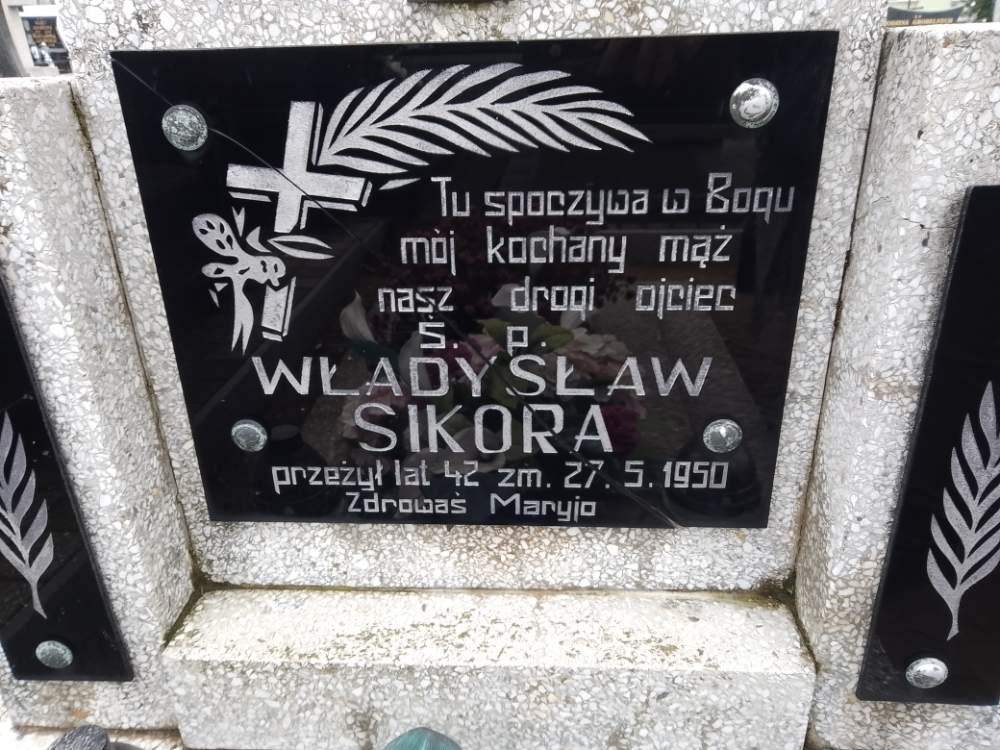 Tu spoczywa w Bogu
mój kochany mąż
nasz drogi ojciec
Ś. p.
WŁADYSŁAW
SIKORA
przeżył lat 42 zm. 27. 5. 1950
Zdrowaś Maryjo